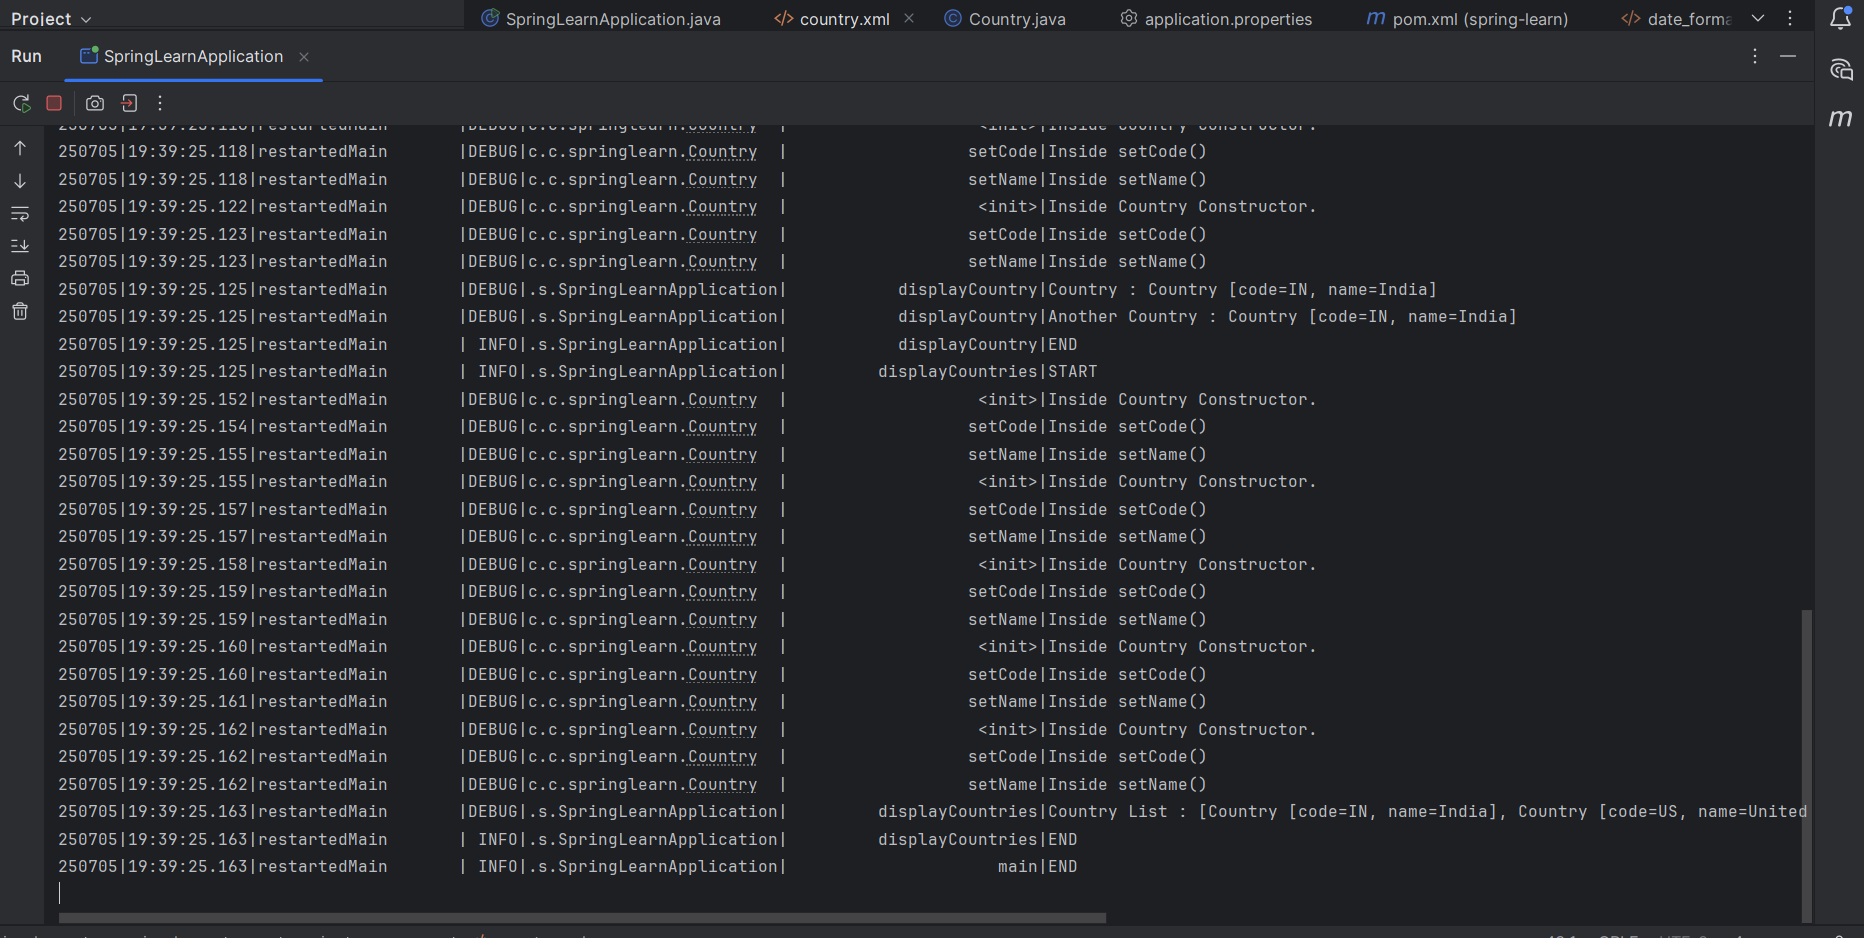 Project
SpringLearnApplication.java country.xml Country.java application.properties m pom.xml (spring-learn) date_forma
Run SpringLearnApplication
m
250705|19:39:25.118|restartedMain |DEBUG|c.c.springlearn.Country | <init>|Inside Country Constructor.
250705|19:39:25.118|restartedMain |DEBUG|c.c.springlearn.Country | setCode|Inside setCode()
250705|19:39:25.118|restartedMain |DEBUG|c.c.springlearn.Country | setName|Inside setName()
250705|19:39:25.122|restartedMain |DEBUG|c.c.springlearn.Country | <init>|Inside Country Constructor.
250705|19:39:25.123|restartedMain |DEBUG|c.c.springlearn.Country | setCode|Inside setCode()
250705|19:39:25.123|restartedMain |DEBUG|c.c.springlearn.Country | setName|Inside setName()
250705|19:39:25.125|restartedMain |DEBUG|.s.SpringLearnApplication| displayCountry|Country : Country [code=IN, name=India]
250705|19:39:25.125|restartedMain |DEBUG|.s.SpringLearnApplication| displayCountry|Another Country : Country [code=IN, name=India]
250705|19:39:25.125|restartedMain | INFO|.s.SpringLearnApplication| displayCountry|END
250705|19:39:25.125|restartedMain | INFO|.s.SpringLearnApplication| displayCountries|START
250705|19:39:25.152|restartedMain |DEBUG|c.c.springlearn.Country | <init>|Inside Country Constructor.
250705|19:39:25.154|restartedMain |DEBUG|c.c.springlearn.Country | setCode|Inside setCode()
250705|19:39:25.155|restartedMain |DEBUG|c.c.springlearn.Country | setName|Inside setName()
250705|19:39:25.155|restartedMain |DEBUG|c.c.springlearn.Country | <init>|Inside Country Constructor.
250705|19:39:25.157|restartedMain |DEBUG|c.c.springlearn.Country | setCode|Inside setCode()
250705|19:39:25.157|restartedMain |DEBUG|c.c.springlearn.Country | setName|Inside setName()
250705|19:39:25.158|restartedMain |DEBUG|c.c.springlearn.Country | <init>|Inside Country Constructor.
250705|19:39:25.159|restartedMain |DEBUG|c.c.springlearn.Country | setCode|Inside setCode()
250705|19:39:25.159|restartedMain |DEBUG|c.c.springlearn.Country | setName|Inside setName()
250705|19:39:25.160|restartedMain |DEBUG|c.c.springlearn.Country | <init>|Inside Country Constructor.
250705|19:39:25.160|restartedMain |DEBUG|c.c.springlearn.Country | setCode|Inside setCode()
250705|19:39:25.161|restartedMain |DEBUG|c.c.springlearn.Country | setName|Inside setName()
250705|19:39:25.162|restartedMain |DEBUG|c.c.springlearn.Country | <init>|Inside Country Constructor.
250705|19:39:25.162|restartedMain |DEBUG|c.c.springlearn.Country | setCode|Inside setCode()
250705|19:39:25.162|restartedMain |DEBUG|c.c.springlearn.Country | setName|Inside setName()
250705|19:39:25.163|restartedMain |DEBUG|.s.SpringLearnApplication| displayCountries|Country List : [Country [code=IN, name=India], Country [code=US, name=United
250705|19:39:25.163|restartedMain | INFO|.s.SpringLearnApplication| displayCountries|END
250705|19:39:25.163|restartedMain | INFO|.s.SpringLearnApplication| main|END